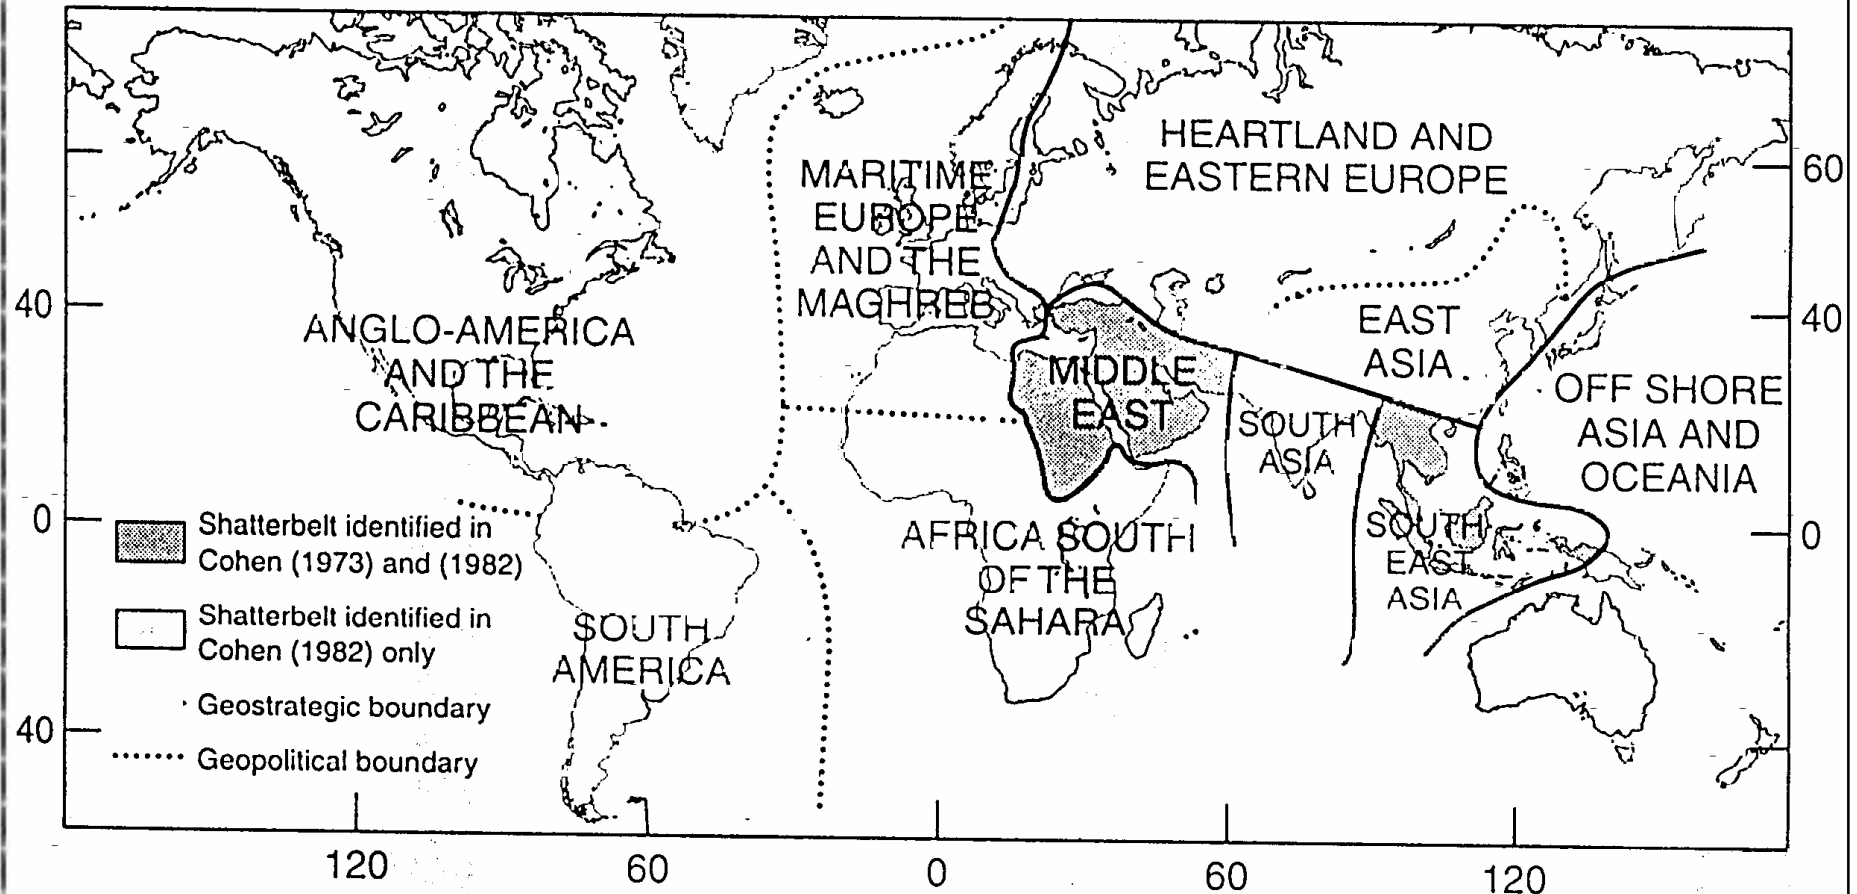 HEARTLAND AND
EASTERN EUROPE
MARITIME
EUROPE
AND THE
MAGHREB
ANGLO-AMERICA
AND THE
CARIBBEAN
EAST
ASIA
MIDDLE
EAST
SOUTH
ASIA
OFF SHORE
ASIA AND
OCEANIA
SOUTH
EAST
ASIA
AFRICA SOUTH
OF THE
SAHARA
SOUTH
AMERICA
Shatterbelt identified in
Cohen (1973) and (1982)
Shatterbelt identified in
Cohen (1982) only
Geostrategic boundary
Geopolitical boundary
40
0
40
60
40
0
120
60
0
60
120